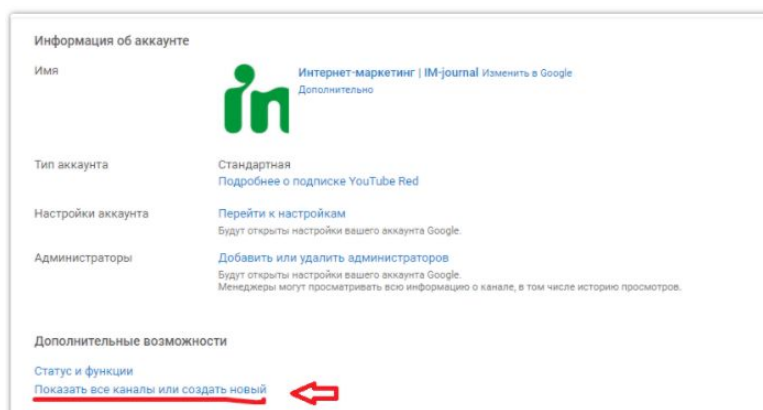 Информация об аккаунте
Имя
in
Интернет-маркетинг | IM-journal Изменить в Google
Дополнительно
Тип аккаунта
Стандартная
Подробнее о подписке YouTube Red
Настройки аккаунта
Перейти к настройкам
Будут открыты настройки вашего аккаунта Google.
Администраторы
Добавить или удалить администраторов
Будут открыты настройки вашего аккаунта Google.
Менеджеры могут просматривать всю информацию о канале, в том числе историю просмотров.
Дополнительные возможности
Статус и функции
Показать все каналы или создать новый